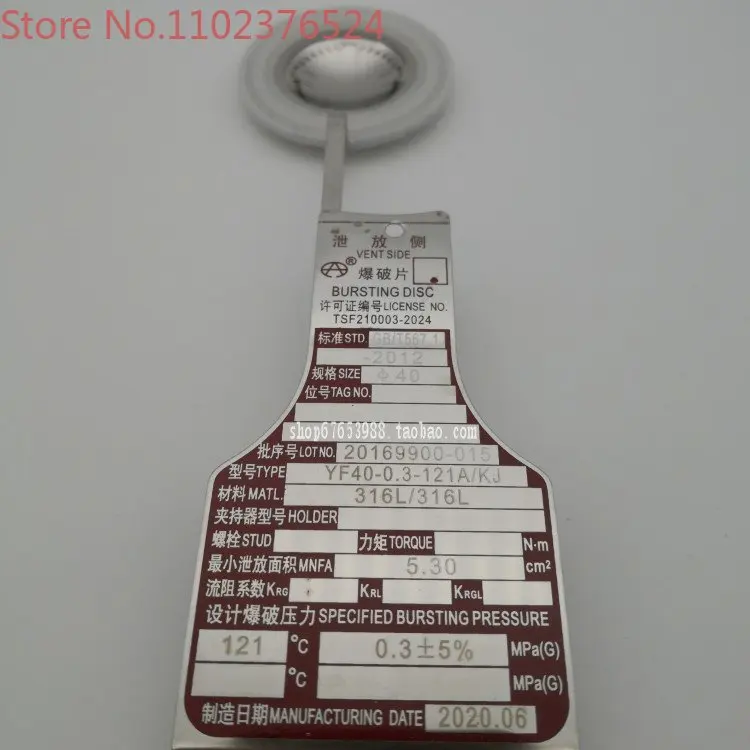 Store No.1102376524
泄放侧
VENT SIDE
® 爆破片
BURSTING DISC
许可证编号LICENSE NO.
TSF210003-2024
标准STD. GB/T567.1
-2012
规格SIZE Φ40
位号TAG NO.
shop67653988.taobao.com
批序号LOT NO. 20169900-015
型号TYPE YF40-0.3-121A/KJ
材料MATL. 316L/316L
夹持器型号HOLDER
螺栓STUD 力矩TORQUE N·m
最小泄放面积MNFA 5.30 cm²
流阻系数KRG KRL KRGL
设计爆破压力SPECIFIED BURSTING PRESSURE
121 °C 0.3±5% MPa(G)
°C MPa(G)
制造日期MANUFACTURING DATE 2020.06